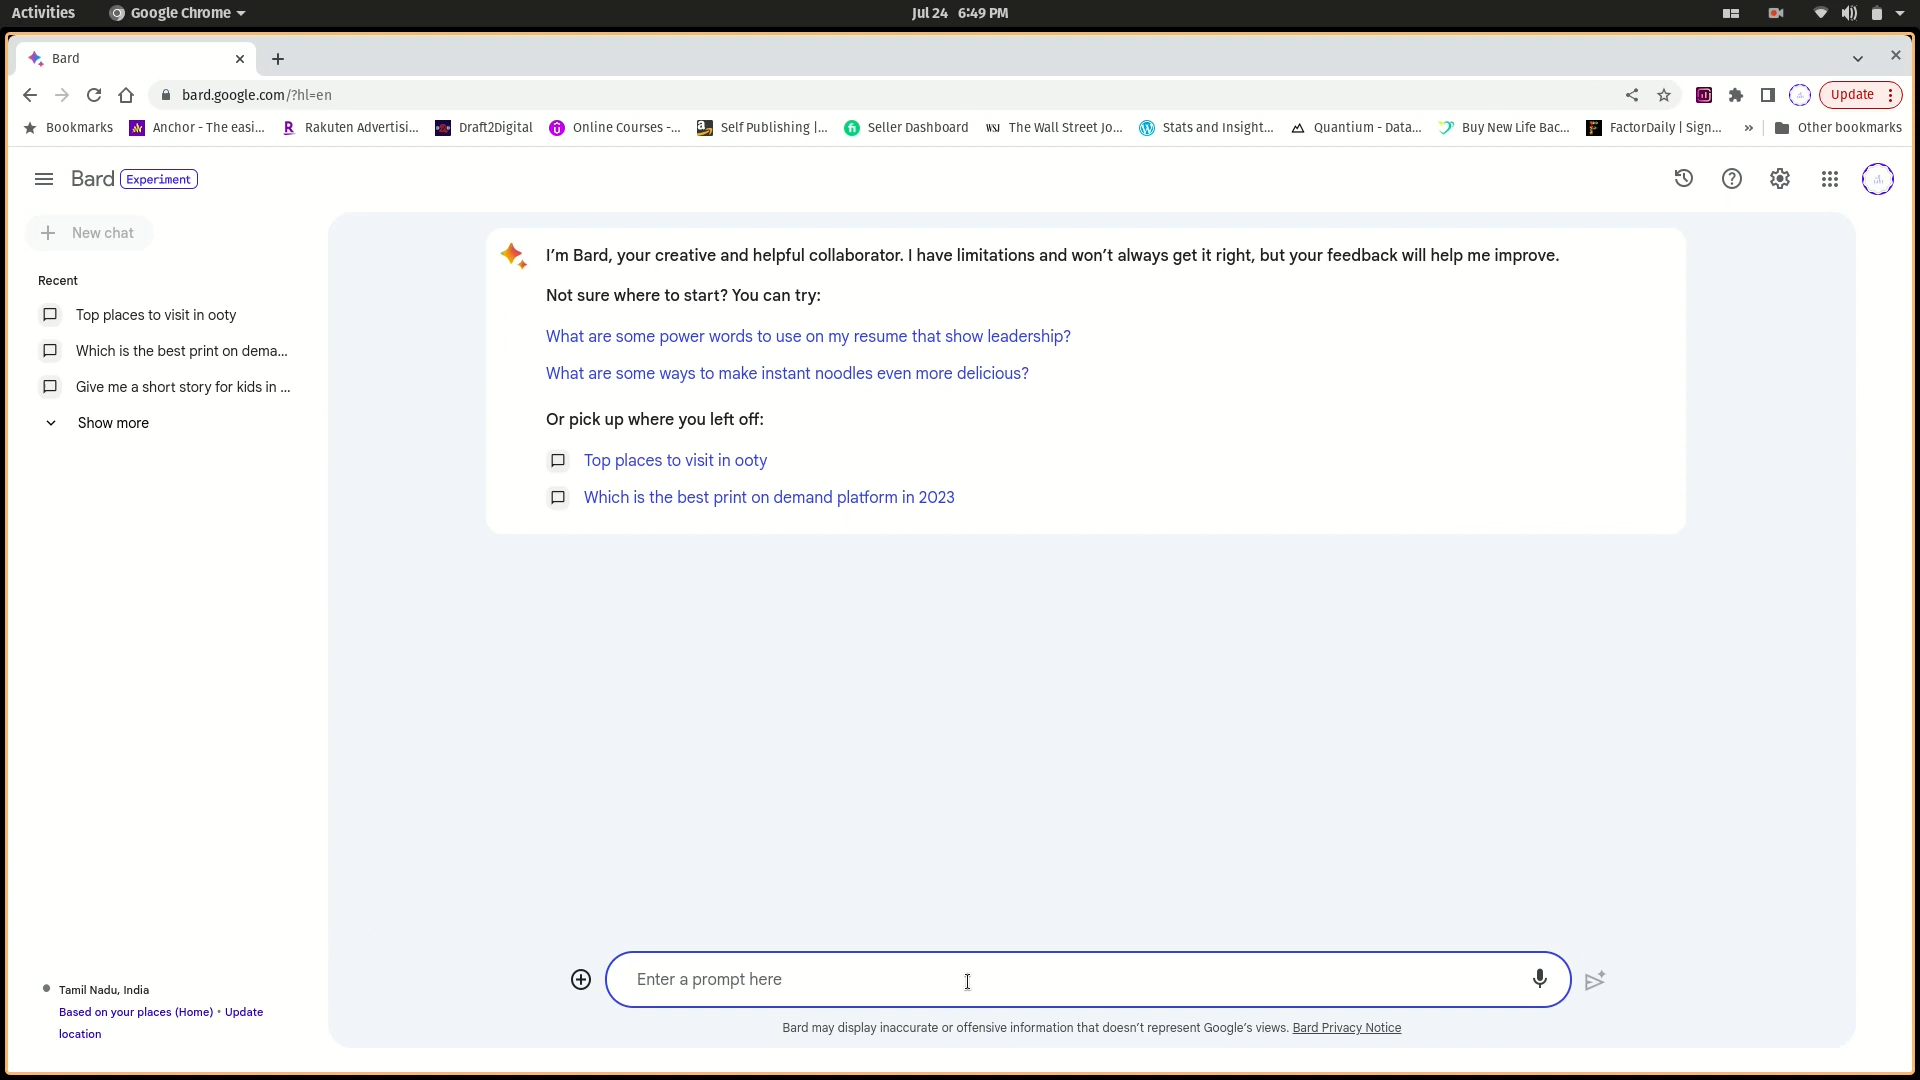 Activities Google Chrome Jul 24 6:49 PM
Bard
bard.google.com/?hl=en Update
Bookmarks Anchor - The easi... Rakuten Advertisi... Draft2Digital Online Courses -... Self Publishing |... Seller Dashboard WSJ The Wall Street Jo... Stats and Insight... Quantium - Data... Buy New Life Bac... FactorDaily | Sign... » Other bookmarks
Bard Experiment
New chat
Recent
Top places to visit in ooty
Which is the best print on dema...
Give me a short story for kids in ...
Show more
I'm Bard, your creative and helpful collaborator. I have limitations and won't always get it right, but your feedback will help me improve.
Not sure where to start? You can try:
What are some power words to use on my resume that show leadership?
What are some ways to make instant noodles even more delicious?
Or pick up where you left off:
Top places to visit in ooty
Which is the best print on demand platform in 2023
Tamil Nadu, India
Based on your places (Home) • Update
location
Enter a prompt here
Bard may display inaccurate or offensive information that doesn't represent Google's views. Bard Privacy Notice